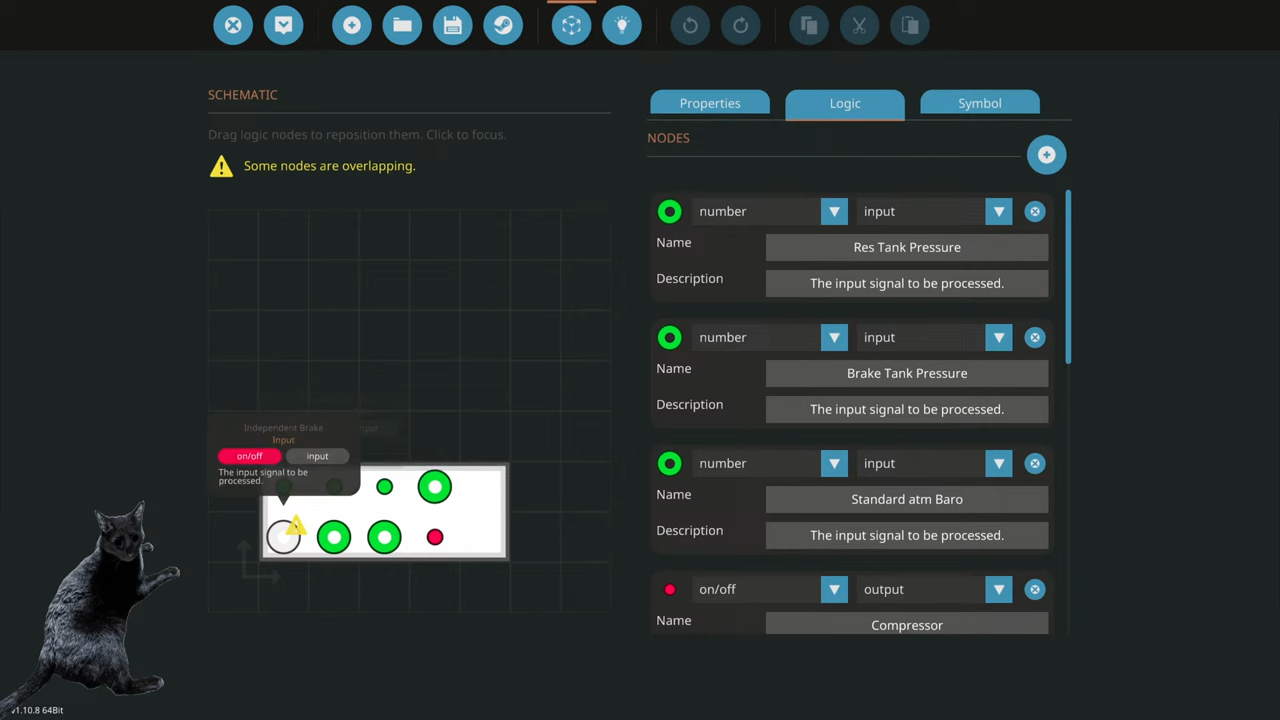 SCHEMATIC
Drag logic nodes to reposition them. Click to focus.
Some nodes are overlapping.
Independent Brake
Input
on/off
input
The input signal to be
processed.
Properties
Logic
Symbol
NODES
number
input
Name
Res Tank Pressure
Description
The input signal to be processed.
number
input
Name
Brake Tank Pressure
Description
The input signal to be processed.
number
input
Name
Standard atm Baro
Description
The input signal to be processed.
on/off
output
Name
Compressor
v1.10.8 64Bit